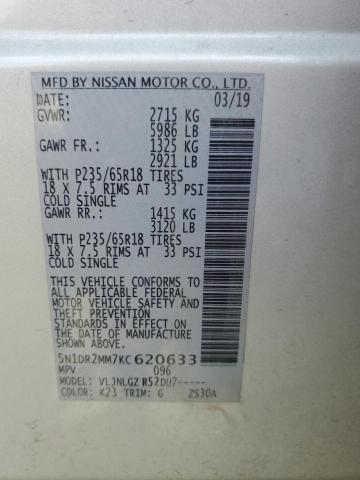 MFD BY NISSAN MOTOR CO., LTD.
DATE: 03/19
GVWR: 2715 KG
5986 LB
GAWR FR.: 1325 KG
2921 LB
WITH P235/65R18 TIRES
18 X 7.5 RIMS AT 33 PSI
COLD SINGLE
GAWR RR.: 1415 KG
3120 LB
WITH P235/65R18 TIRES
18 X 7.5 RIMS AT 33 PSI
COLD SINGLE
THIS VEHICLE CONFORMS TO
ALL APPLICABLE FEDERAL
MOTOR VEHICLE SAFETY AND
THEFT PREVENTION
STANDARDS IN EFFECT ON
THE DATE OF MANUFACTURE
SHOWN ABOVE.
5N1DR2MM7KC620633
MPV 096
MODEL: VLJNLGZ R52DU7-----
COLOR: K23 TRIM: G ZS30A